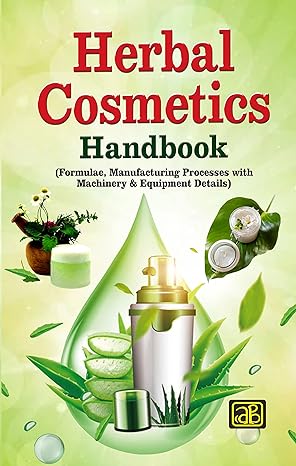 Herbal
Cosmetics
Handbook
(Formulae, Manufacturing Processes with
Machinery & Equipment Details)